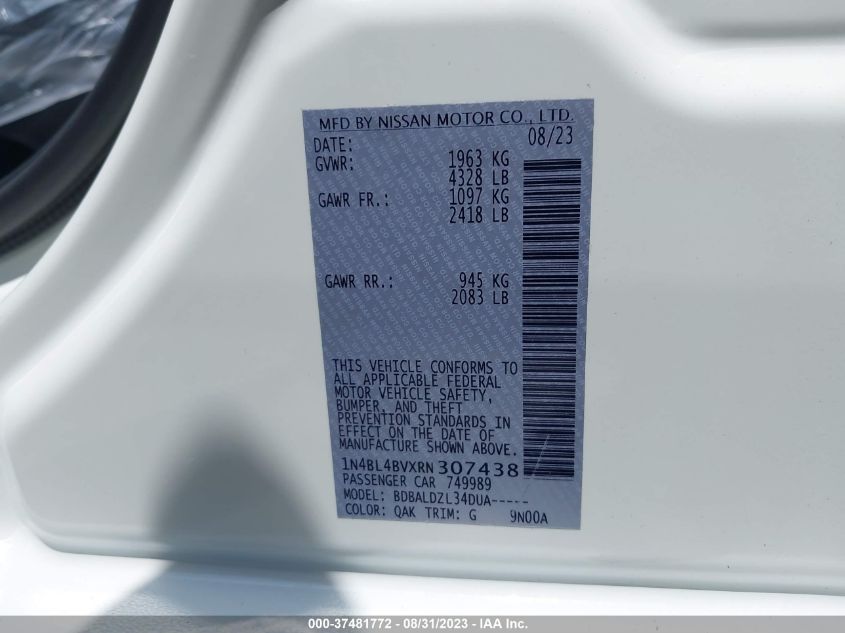 MFD BY NISSAN MOTOR CO., LTD.
DATE: 08/23
GVWR: 1963 KG
4328 LB
GAWR FR.: 1097 KG
2418 LB
GAWR RR.: 945 KG
2083 LB
THIS VEHICLE CONFORMS TO
ALL APPLICABLE FEDERAL
MOTOR VEHICLE SAFETY,
BUMPER, AND THEFT
PREVENTION STANDARDS IN
EFFECT ON THE DATE OF
MANUFACTURE SHOWN ABOVE.
1N4BL4BVXRN307438
PASSENGER CAR 749989
MODEL: BDBALDZL34DUA-----
COLOR: QAK TRIM: G 9N00A
000-37481772 - 08/31/2023 - IAA Inc.